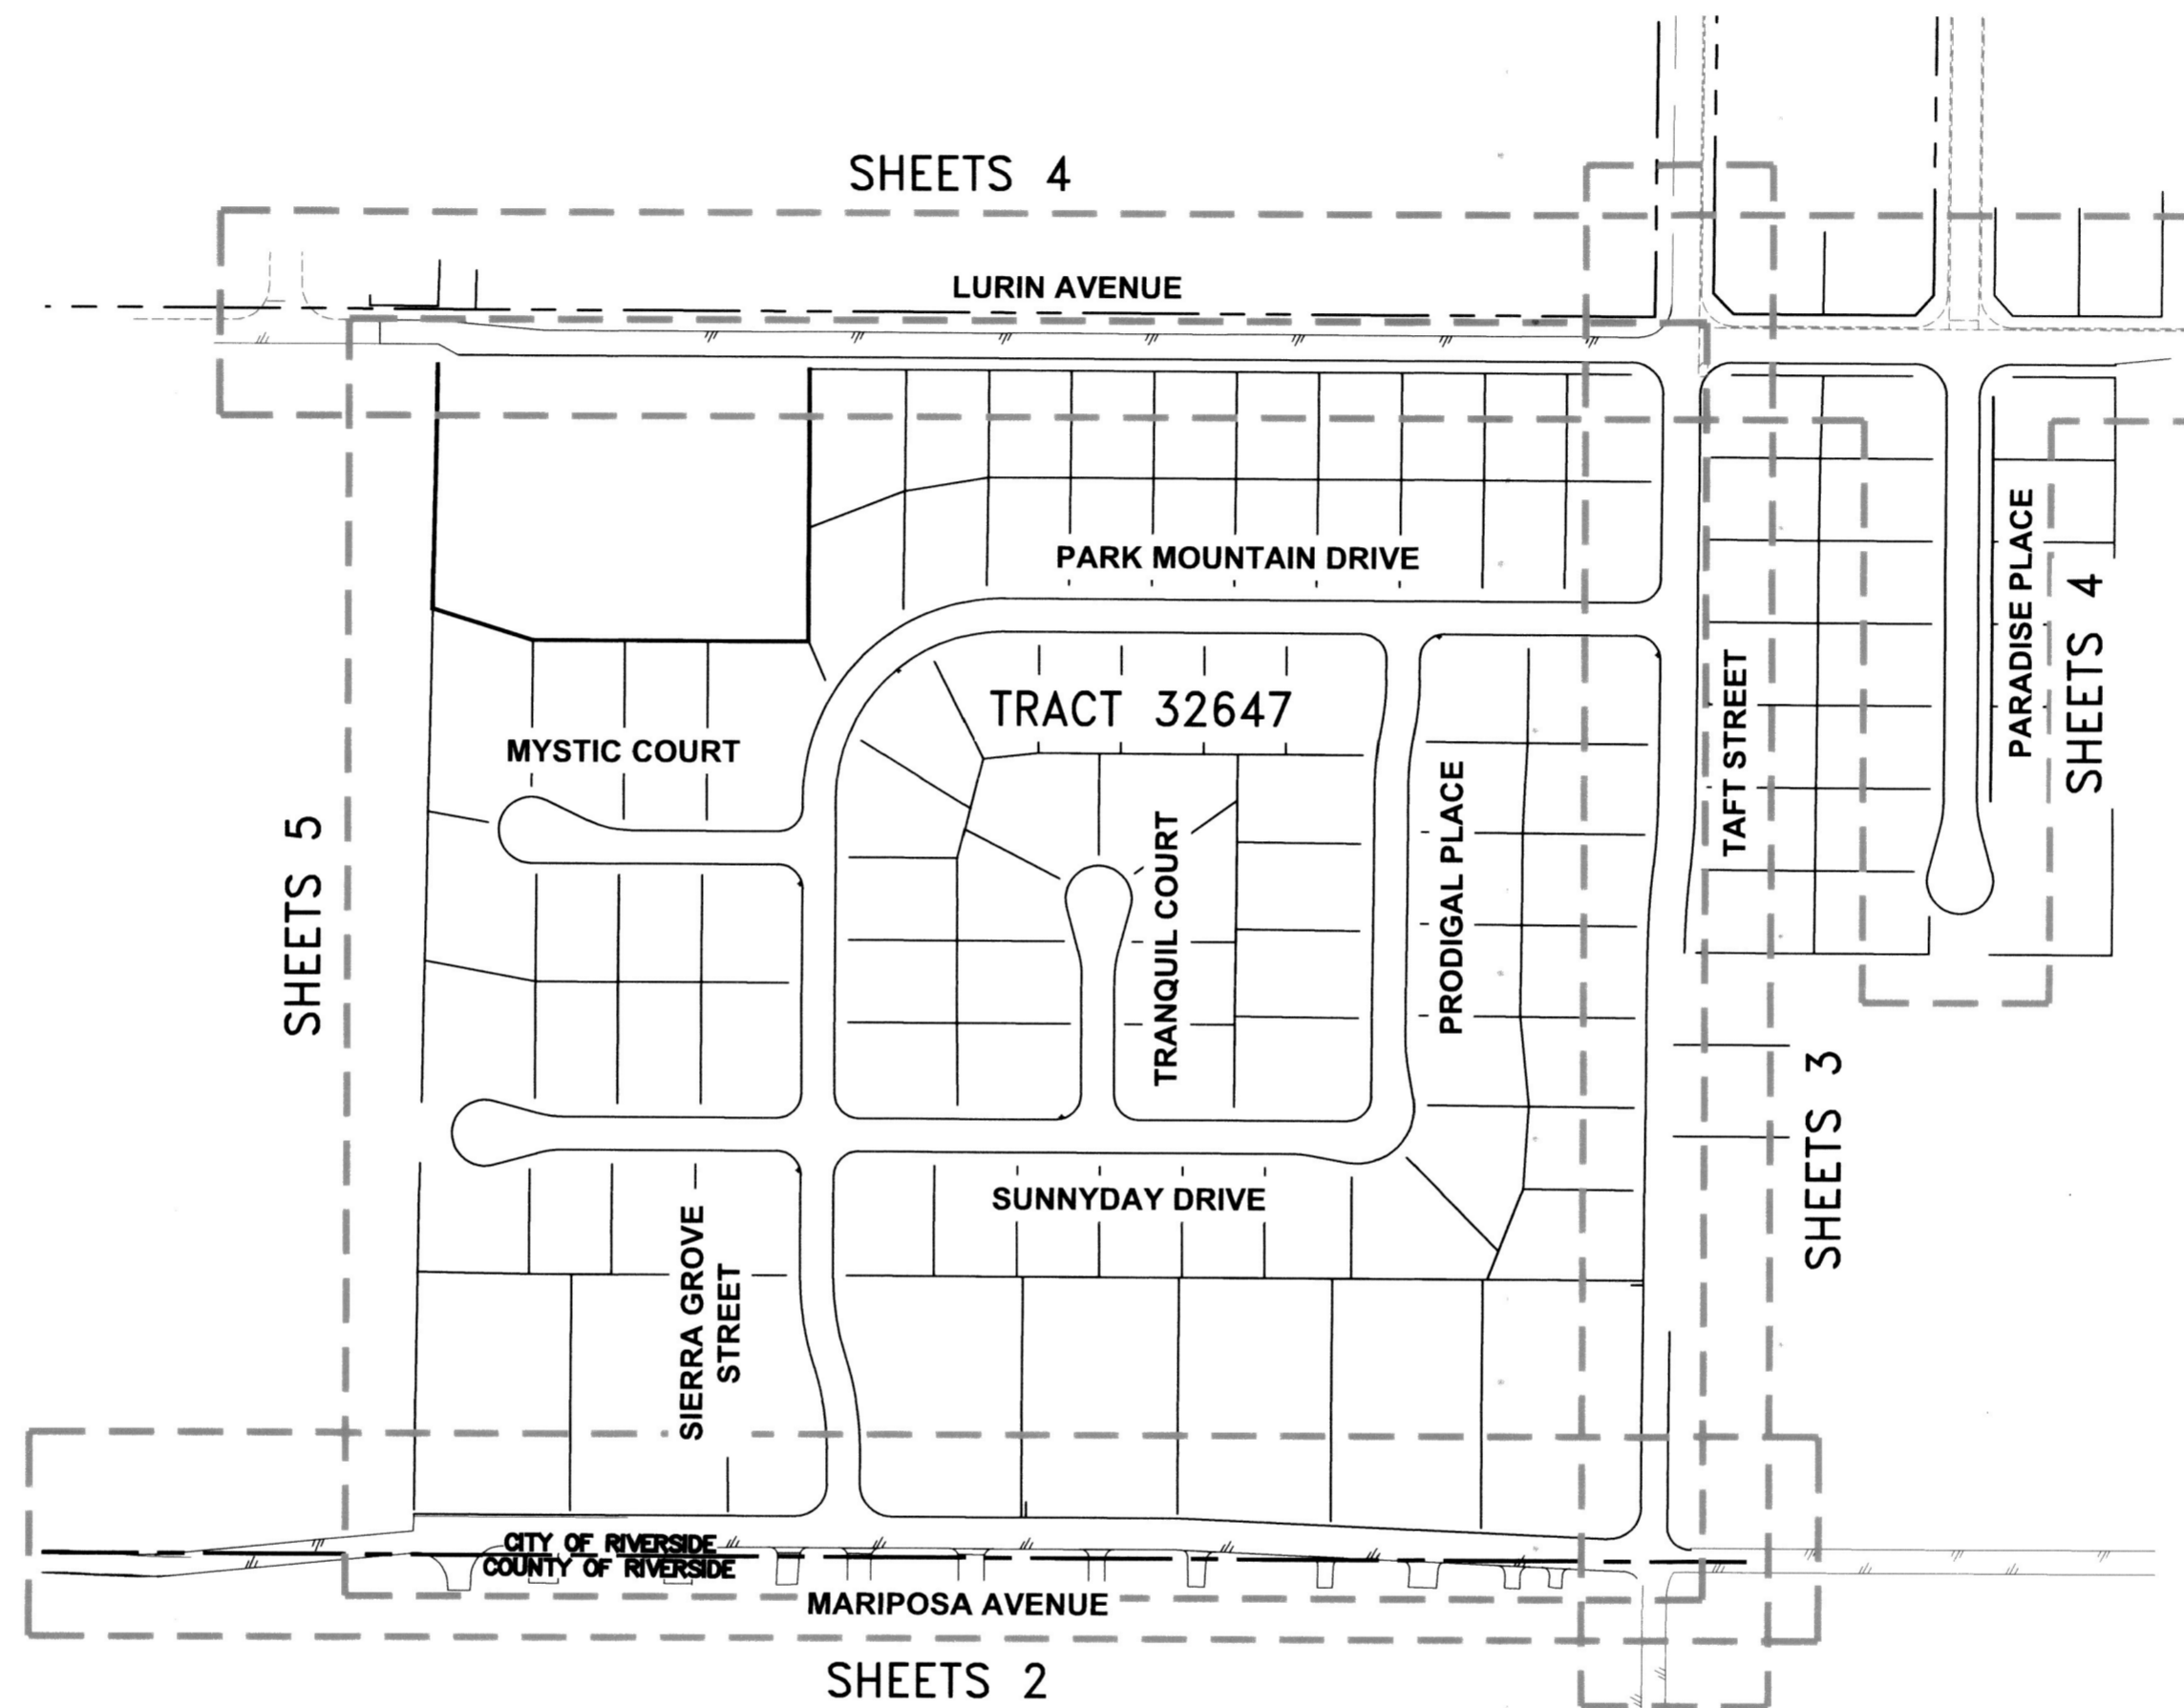 SHEETS 4
LURIN AVENUE
PARK MOUNTAIN DRIVE
PARADISE PLACE
SHEETS 4
TRACT 32647
TAFT STREET
MYSTIC COURT
PRODIGAL PLACE
TRANQUIL COURT
SHEETS 5
SHEETS 3
SUNNYDAY DRIVE
SIERRA GROVE
STREET
CITY OF RIVERSIDE
COUNTY OF RIVERSIDE
MARIPOSA AVENUE
SHEETS 2